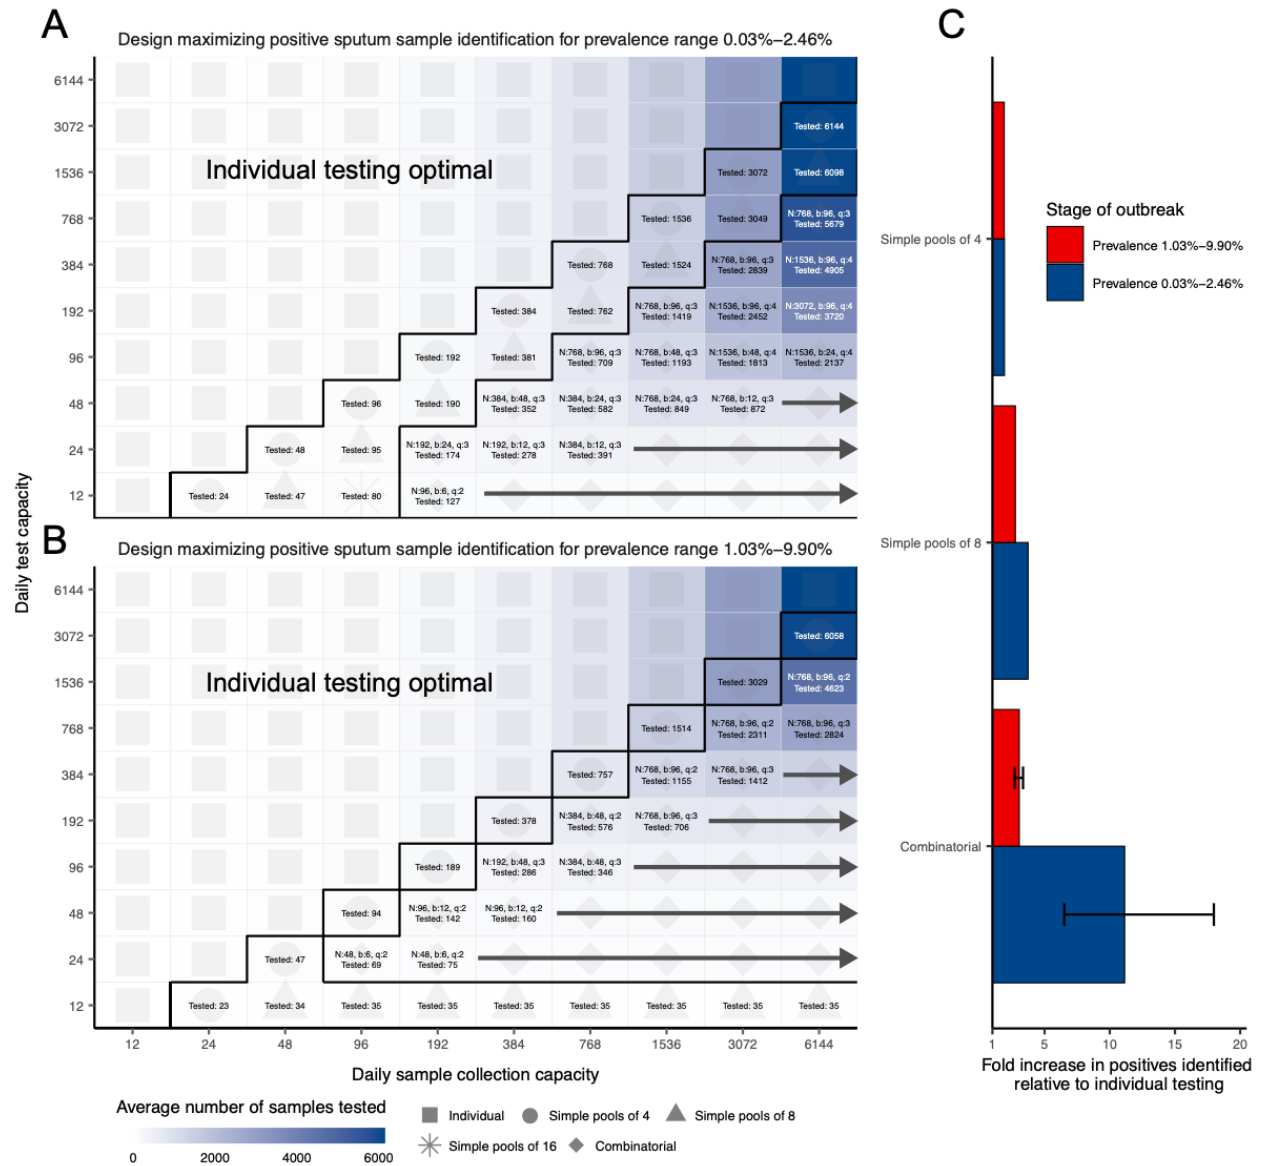 A
Design maximizing positive sputum sample identification for prevalence range 0.03%–2.46%
6144
3072
Tested: 6144
1536
Individual testing optimal
Tested: 3072
Tested: 6098
768
Tested: 1536
Tested: 3049
N:768, b:96, q:3
Tested: 5679
384
Tested: 768
Tested: 1524
N:768, b:96, q:3
Tested: 2839
N:1536, b:96, q:4
Tested: 4905
192
Tested: 384
Tested: 762
N:768, b:96, q:3
Tested: 1419
N:1536, b:96, q:4
Tested: 2452
N:3072, b:96, q:4
Tested: 3720
96
Tested: 192
Tested: 381
N:768, b:96, q:3
Tested: 709
N:768, b:48, q:3
Tested: 1193
N:1536, b:48, q:4
Tested: 1813
N:1536, b:24, q:4
Tested: 2137
48
Tested: 96
Tested: 190
N:384, b:48, q:3
Tested: 352
N:384, b:24, q:3
Tested: 582
N:768, b:24, q:3
Tested: 849
N:768, b:12, q:3
Tested: 872
24
Tested: 48
Tested: 95
N:192, b:24, q:3
Tested: 174
N:192, b:12, q:3
Tested: 278
N:384, b:12, q:3
Tested: 391
12
Tested: 24
Tested: 47
Tested: 80
N:96, b:6, q:2
Tested: 127
Daily test capacity
B
Design maximizing positive sputum sample identification for prevalence range 1.03%–9.90%
6144
3072
Tested: 6058
1536
Individual testing optimal
Tested: 3029
N:768, b:96, q:2
Tested: 4623
768
Tested: 1514
N:768, b:96, q:2
Tested: 2311
N:768, b:96, q:3
Tested: 2824
384
Tested: 757
N:768, b:96, q:2
Tested: 1155
N:768, b:96, q:3
Tested: 1412
192
Tested: 378
N:384, b:48, q:2
Tested: 576
N:768, b:96, q:3
Tested: 706
96
Tested: 189
N:192, b:48, q:3
Tested: 286
N:384, b:48, q:3
Tested: 346
48
Tested: 94
N:96, b:12, q:2
Tested: 142
N:96, b:12, q:2
Tested: 160
24
Tested: 47
N:48, b:6, q:2
Tested: 69
N:48, b:6, q:2
Tested: 75
12
Tested: 23
Tested: 34
Tested: 35
Tested: 35
Tested: 35
Tested: 35
Tested: 35
Tested: 35
Tested: 35
12 24 48 96 192 384 768 1536 3072 6144
Daily sample collection capacity
Average number of samples tested
0 2000 4000 6000
Individual
Simple pools of 4
Simple pools of 8
Simple pools of 16
Combinatorial
C
Stage of outbreak
Prevalence 1.03%–9.90%
Prevalence 0.03%–2.46%
Simple pools of 4
Simple pools of 8
Combinatorial
1 5 10 15 20
Fold increase in positives identified
relative to individual testing